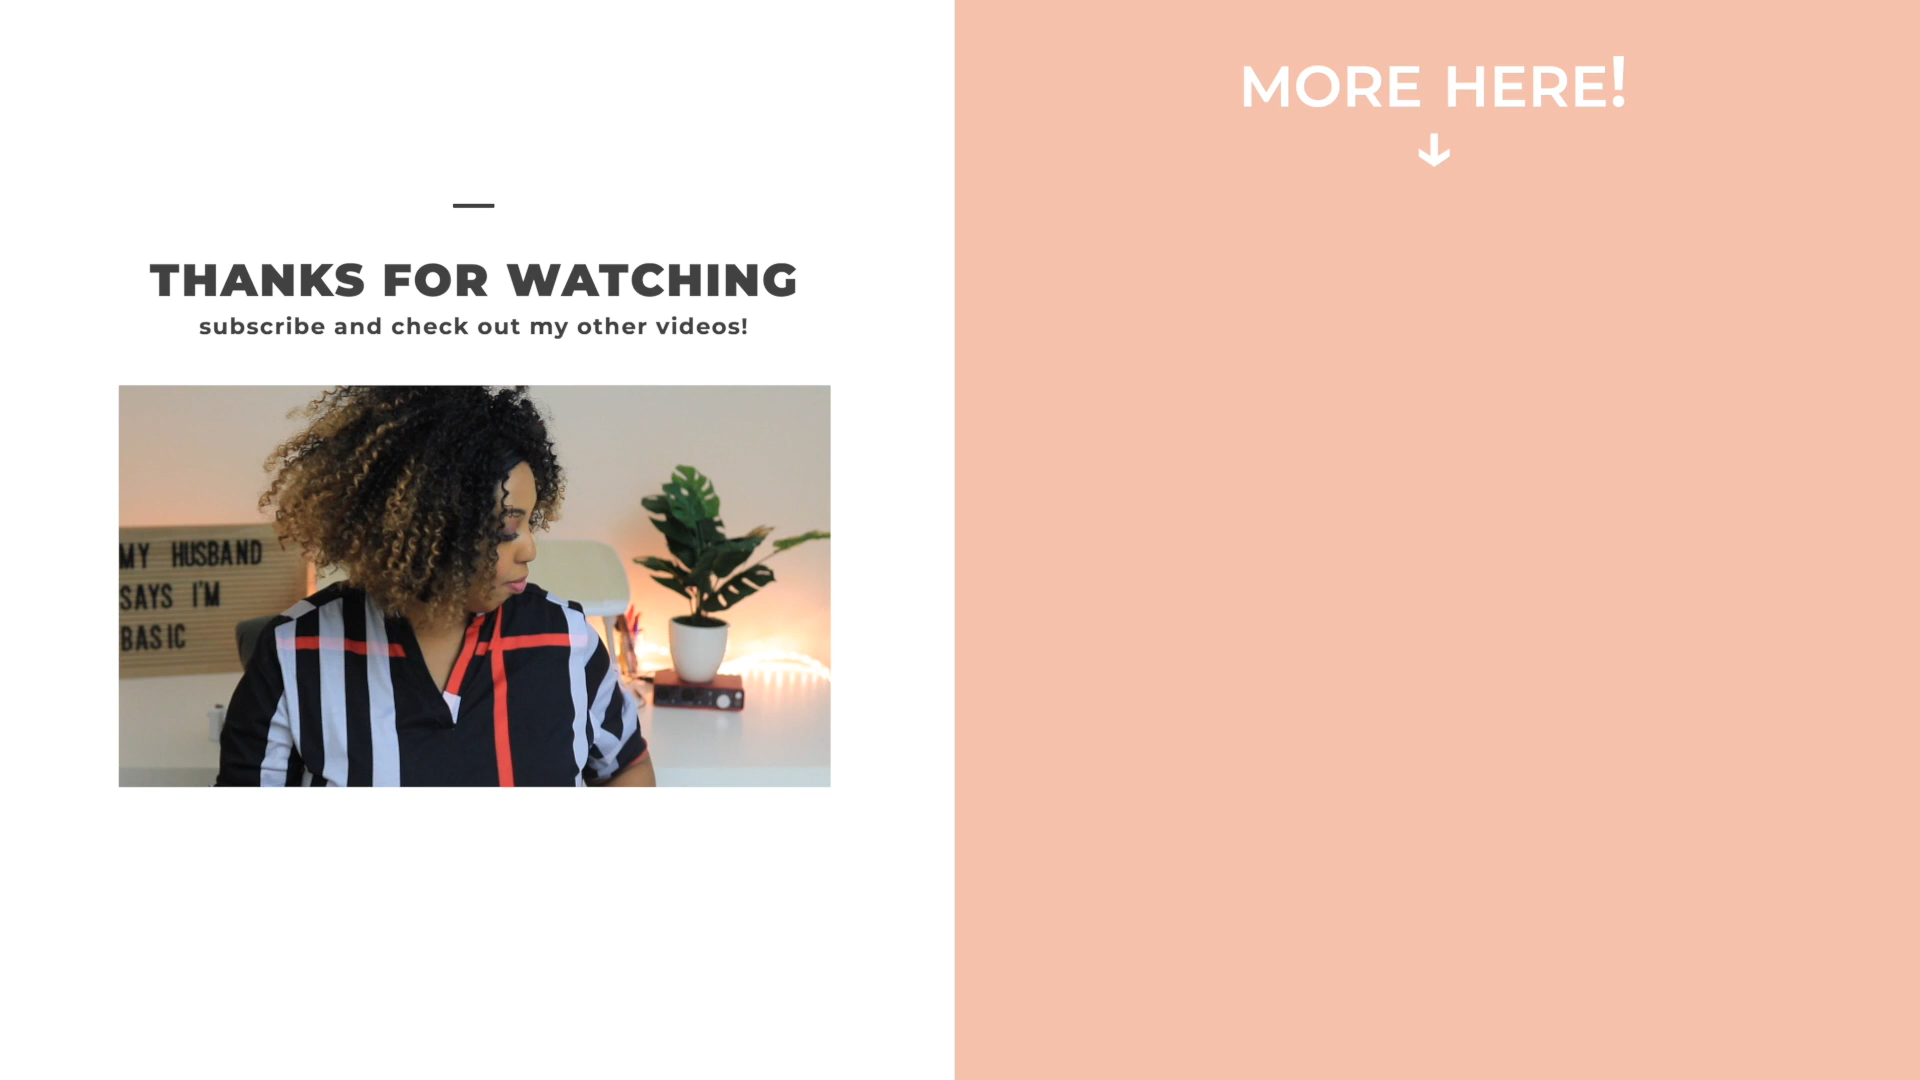 THANKS FOR WATCHING
subscribe and check out my other videos!
MY HUSBAND
SAYS I'M
BASIC
MORE HERE!